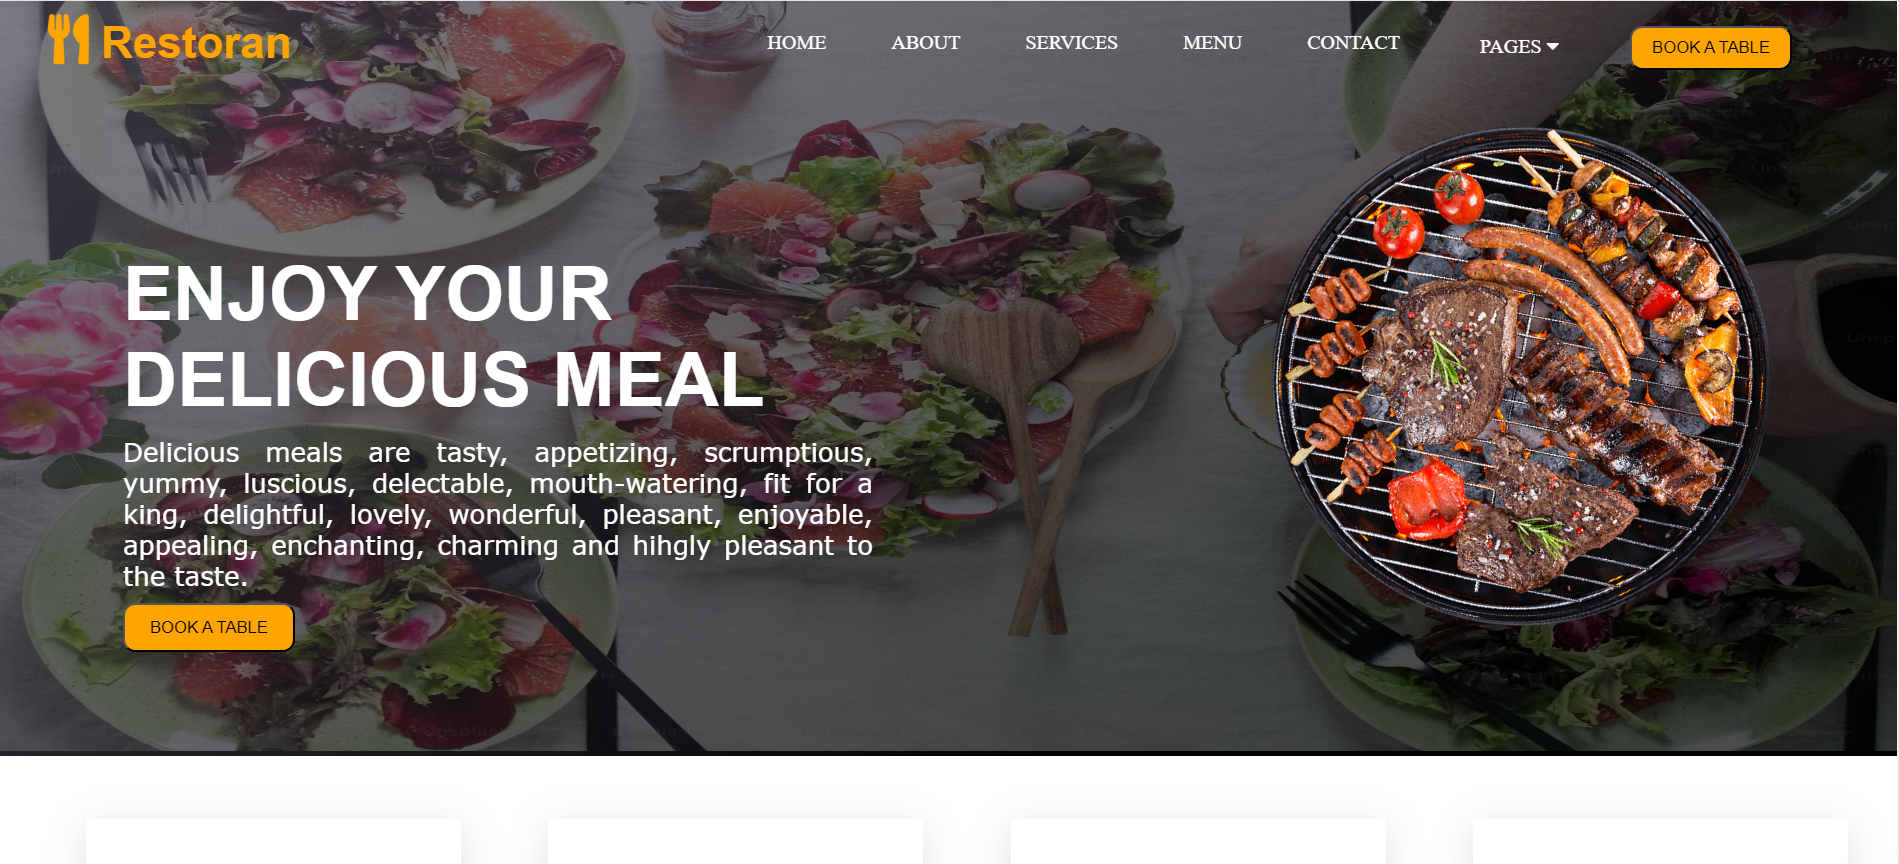 Restoran
HOME ABOUT SERVICES MENU CONTACT PAGES BOOK A TABLE
ENJOY YOUR
DELICIOUS MEAL
Delicious meals are tasty, appetizing, scrumptious,
yummy, luscious, delectable, mouth-watering, fit for a
king, delightful, lovely, wonderful, pleasant, enjoyable,
appealing, enchanting, charming and hihgly pleasant to
the taste.
BOOK A TABLE